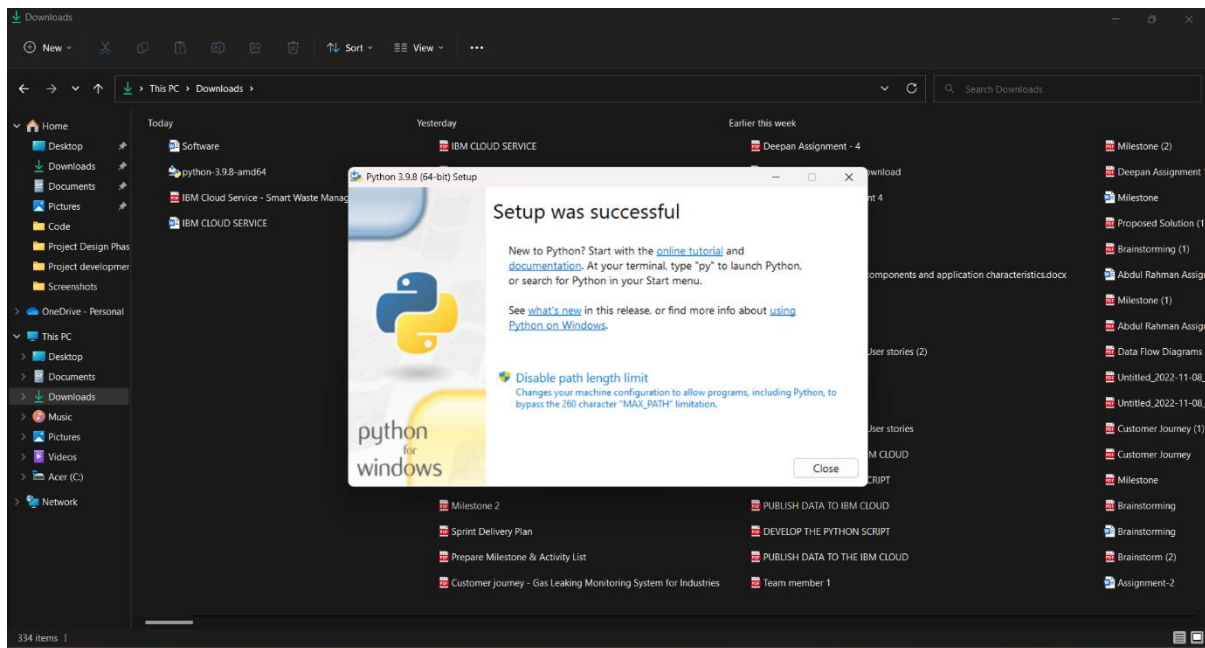 Downloads
New
Sort
View
This PC > Downloads >
Search Downloads
Home
Desktop
Downloads
Documents
Pictures
Code
Project Design Phas
Project developmer
Screenshots
OneDrive - Personal
This PC
Desktop
Documents
Downloads
Music
Pictures
Videos
Acer (C:)
Network
Today
Software
python-3.9.8-amd64
IBM Cloud Service - Smart Waste Manag
IBM CLOUD SERVICE
Yesterday
IBM CLOUD SERVICE
Milestone 2
Sprint Delivery Plan
Prepare Milestone & Activity List
Customer journey - Gas Leaking Monitoring System for Industries
Earlier this week
Deepan Assignment - 4
wnload
nt 4
omponents and application characteristics.docx
Jser stories (2)
Jser stories
M CLOUD
CRIPT
PUBLISH DATA TO IBM CLOUD
DEVELOP THE PYTHON SCRIPT
PUBLISH DATA TO THE IBM CLOUD
Team member 1
Milestone (2)
Deepan Assignment
Milestone
Proposed Solution (1
Brainstorming (1)
Abdul Rahman Assig
Milestone (1)
Abdul Rahman Assig
Data Flow Diagrams
Untitled_2022-11-08_
Untitled_2022-11-08_
Customer Journey (1)
Customer Journey
Milestone
Brainstorming
Brainstorming
Brainstorm (2)
Assignment-2
Python 3.9.8 (64-bit) Setup
Setup was successful
New to Python? Start with the online tutorial and
documentation. At your terminal, type "py" to launch Python,
or search for Python in your Start menu.
See what's new in this release, or find more info about using
Python on Windows.
Disable path length limit
Changes your machine configuration to allow programs, including Python, to
bypass the 260 character "MAX_PATH" limitation.
python
for
windows
Close
334 items